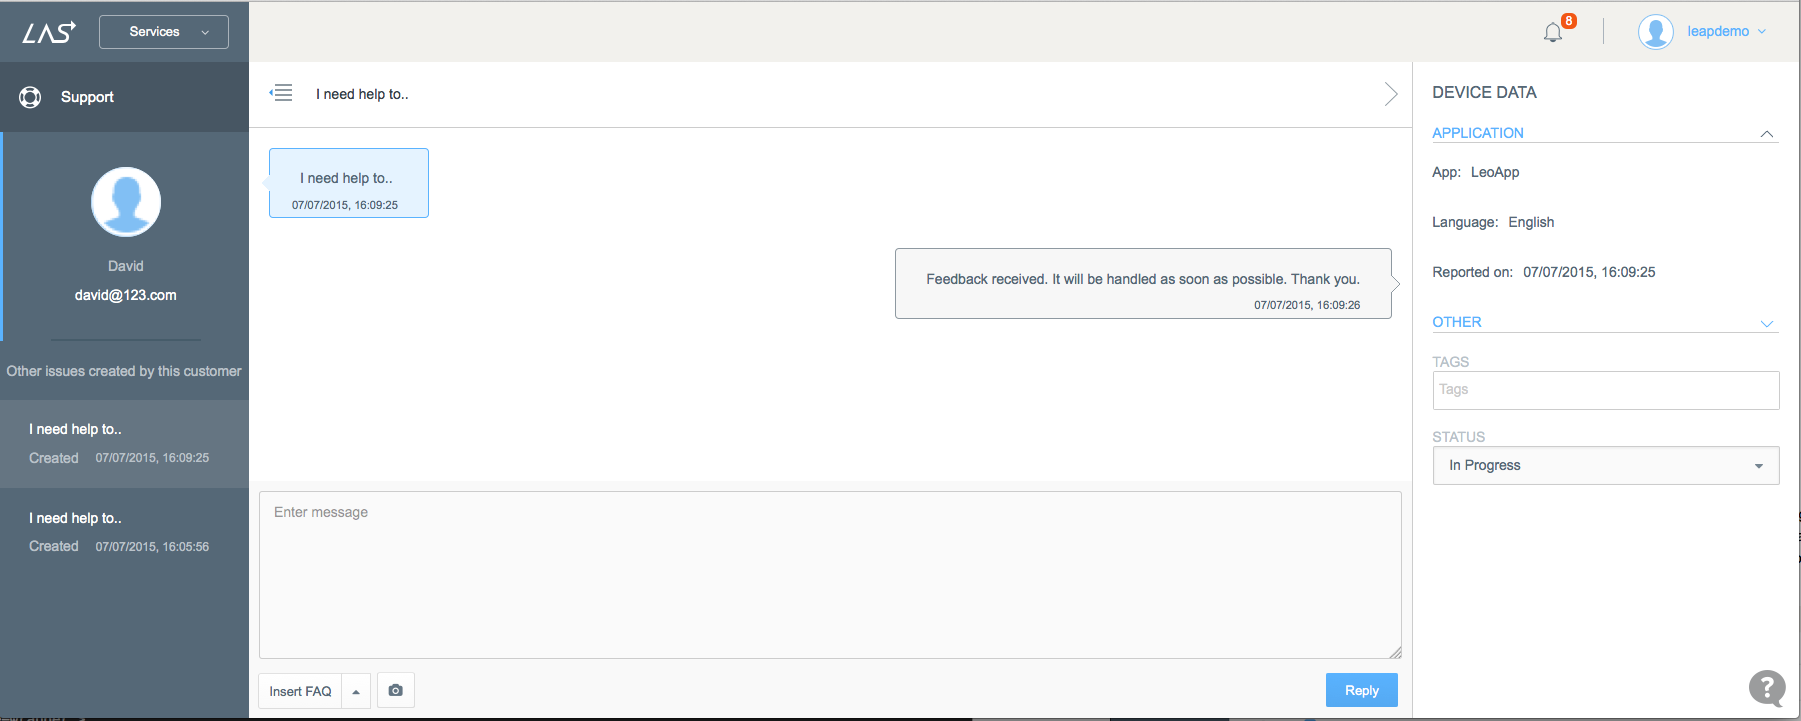 LAS
Services
8
leapdemo
Support
David
david@123.com
Other issues created by this customer
I need help to..
Created 07/07/2015, 16:09:25
I need help to..
Created 07/07/2015, 16:05:56
I need help to..
I need help to..
07/07/2015, 16:09:25
Feedback received. It will be handled as soon as possible. Thank you.
07/07/2015, 16:09:26
Enter message
Insert FAQ
Reply
DEVICE DATA
APPLICATION
App: LeoApp
Language: English
Reported on: 07/07/2015, 16:09:25
OTHER
TAGS
Tags
STATUS
In Progress
?